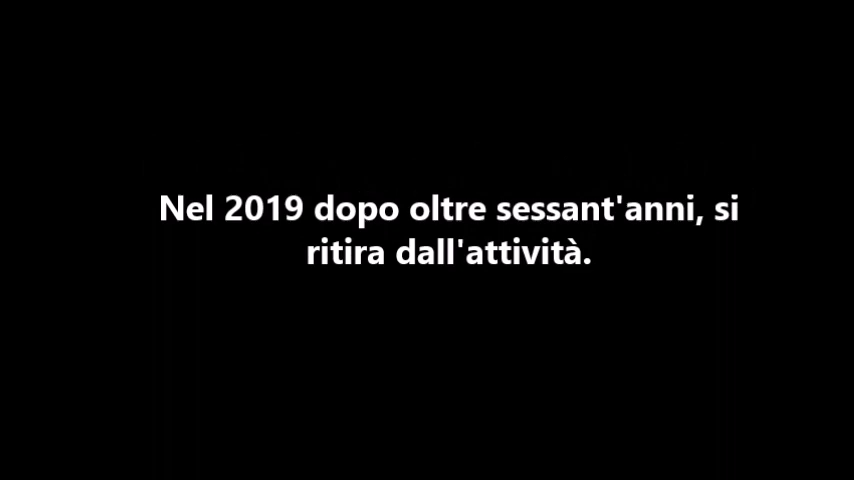 Nel 2019 dopo oltre sessant'anni, si
ritira dall'attività.